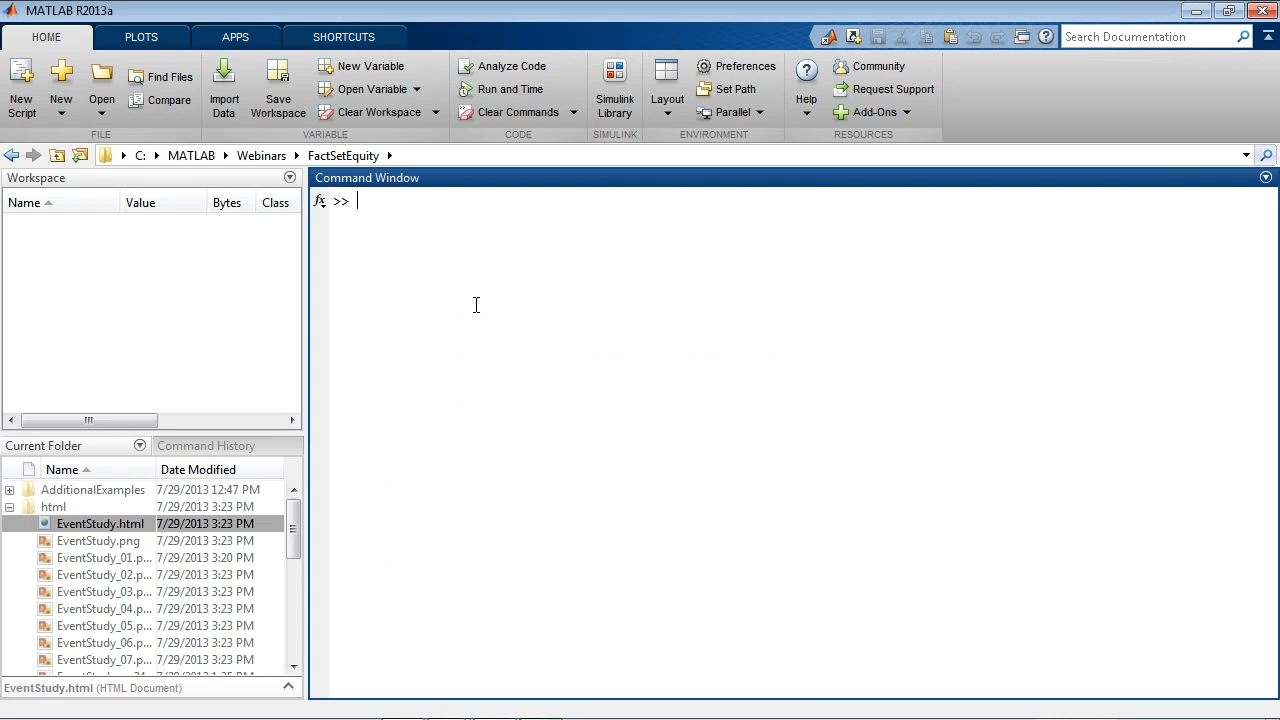 MATLAB R2013a
HOME PLOTS APPS SHORTCUTS Search Documentation
New Script New Open Find Files Compare Import Data Save Workspace New Variable Open Variable Clear Workspace Analyze Code Run and Time Clear Commands Simulink Library Layout Preferences Set Path Parallel Help Community Request Support Add-Ons
FILE VARIABLE CODE SIMULINK ENVIRONMENT RESOURCES
C: MATLAB Webinars FactSetEquity
Workspace
Name Value Bytes Class
Command Window
fx >>
Current Folder Command History
Name Date Modified
AdditionalExamples 7/29/2013 12:47 PM
html 7/29/2013 3:23 PM
EventStudy.html 7/29/2013 3:23 PM
EventStudy.png 7/29/2013 3:23 PM
EventStudy_01.p... 7/29/2013 3:20 PM
EventStudy_02.p... 7/29/2013 3:23 PM
EventStudy_03.p... 7/29/2013 3:23 PM
EventStudy_04.p... 7/29/2013 3:23 PM
EventStudy_05.p... 7/29/2013 3:23 PM
EventStudy_06.p... 7/29/2013 3:23 PM
EventStudy_07.p... 7/29/2013 3:23 PM
EventStudy.html (HTML Document)